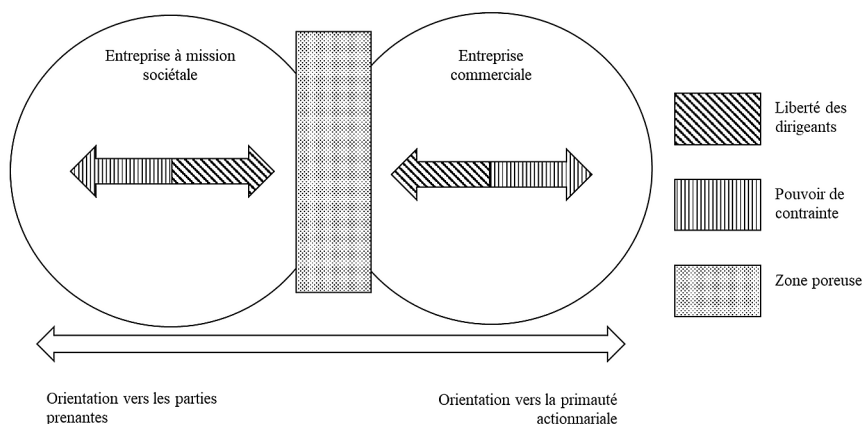 Entreprise à mission
sociétale
Entreprise
commerciale
Liberté des
dirigeants
Pouvoir de
contrainte
Zone poreuse
Orientation vers les parties
prenantes
Orientation vers la primauté
actionnariale